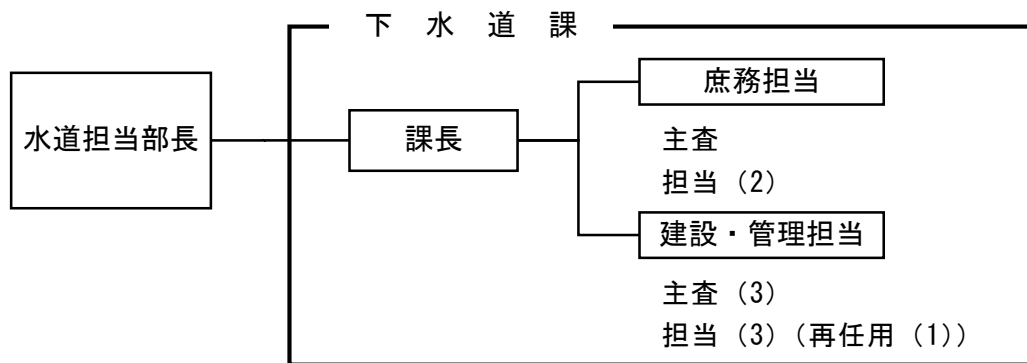 下水道課
水道担当部長
課長
庶務担当
主査
担当（2）
建設・管理担当
主査（3）
担当（3）（再任用（1））